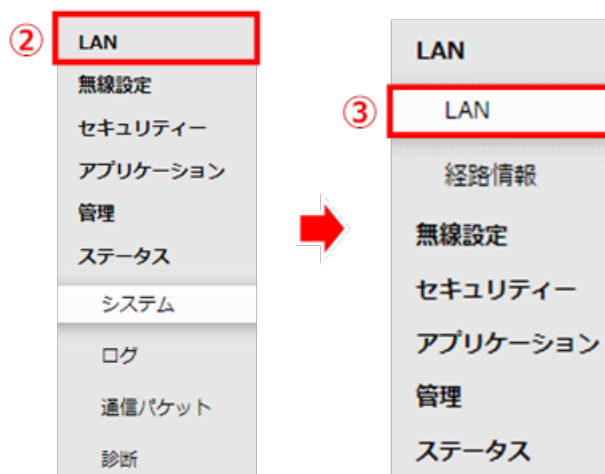 ②
LAN
無線設定
セキュリティー
アプリケーション
管理
ステータス
システム
ログ
通信パケット
診断
LAN
③
LAN
経路情報
無線設定
セキュリティー
アプリケーション
管理
ステータス